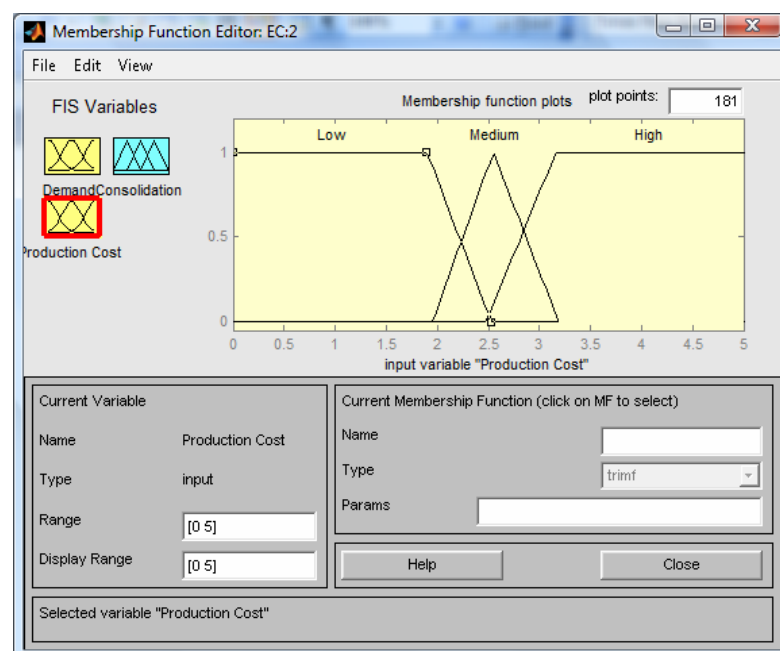 Membership Function Editor: EC:2
File Edit View
FIS Variables
Demand
Consolidation
Production Cost
Membership function plots
plot points:
181
Low
Medium
High
1
0.5
0
0 0.5 1 1.5 2 2.5 3 3.5 4 4.5 5
input variable "Production Cost"
Current Variable
Name Production Cost
Type input
Range [0 5]
Display Range [0 5]
Current Membership Function (click on MF to select)
Name
Type trimf
Params
Help
Close
Selected variable "Production Cost"